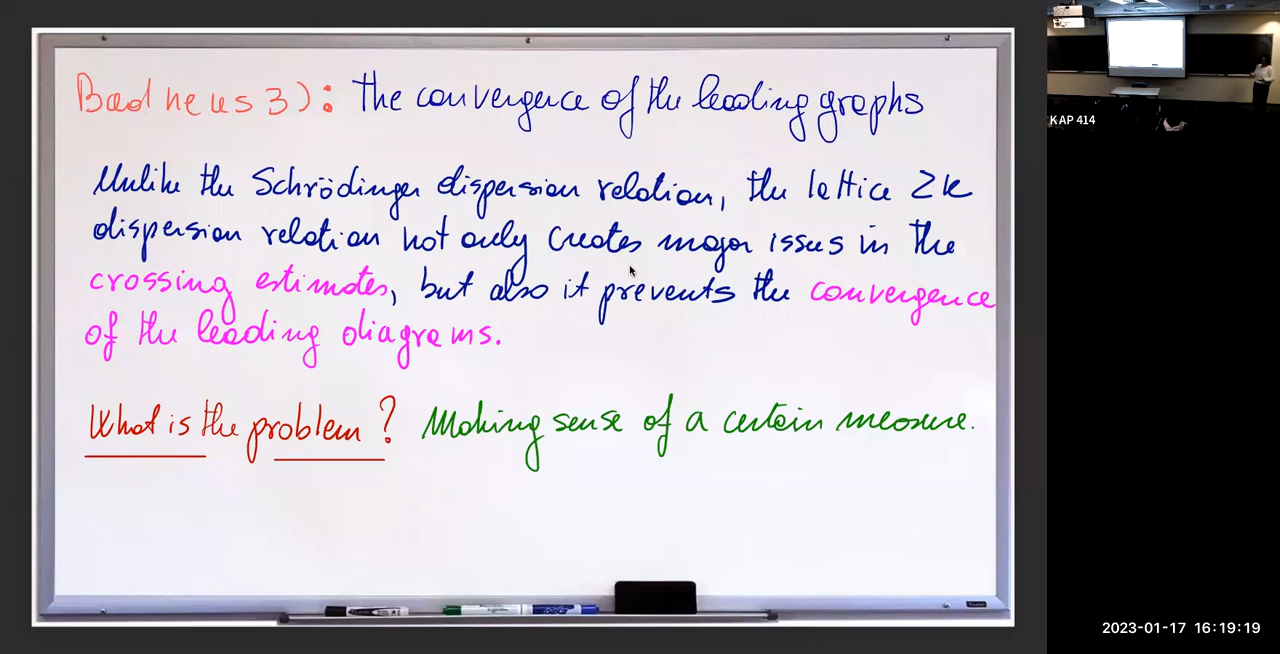 Bad news 3): The convergence of the leading graphs
Unlike the Schrödinger dispersion relation, the lattice ZK
dispersion relation not only creates major issues in the
crossing estimates, but also it prevents the convergence
of the leading diagrams.
What is the problem? Making sense of a certain measure.
KAP 414
2023-01-17 16:19:19